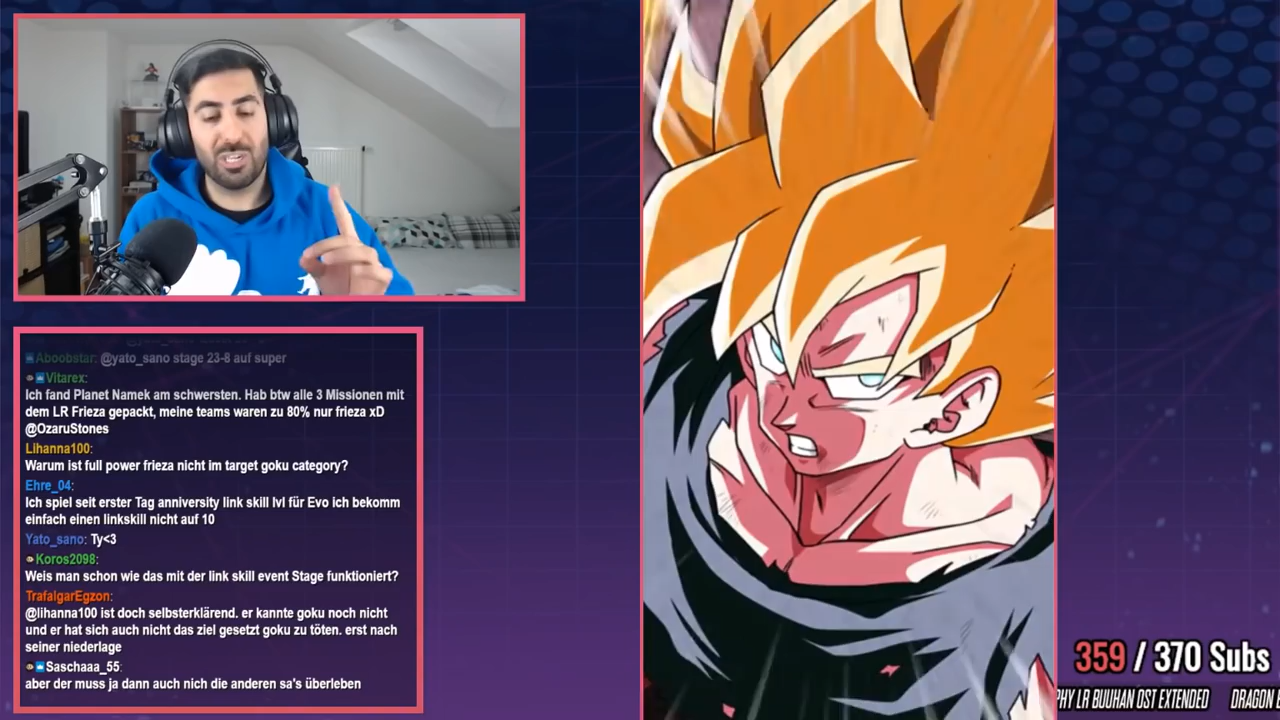 Aboobstar: @yato_sano stage 23-8 auf super
Vitarex:
Ich fand Planet Namek am schwersten. Hab btw alle 3 Missionen mit
dem LR Frieza gepackt, meine teams waren zu 80% nur frieza xD
@OzaruStones
Lihanna100:
Warum ist full power frieza nicht im target goku category?
Ehre_04:
Ich spiel seit erster Tag anniversity link skill lvl für Evo ich bekomm
einfach einen linkskill nicht auf 10
Yato_sano: Ty<3
Koros2098:
Weis man schon wie das mit der link skill event Stage funktioniert?
TrafalgarEgzon:
@lihanna100 ist doch selbsterklärend. er kannte goku noch nicht
und er hat sich auch nicht das ziel gesetzt goku zu töten. erst nach
seiner niederlage
Saschaaa_55:
aber der muss ja dann auch nich die anderen sa's überleben
359 / 370 Subs
PHY LR BUUHAN OST EXTENDED DRAGON